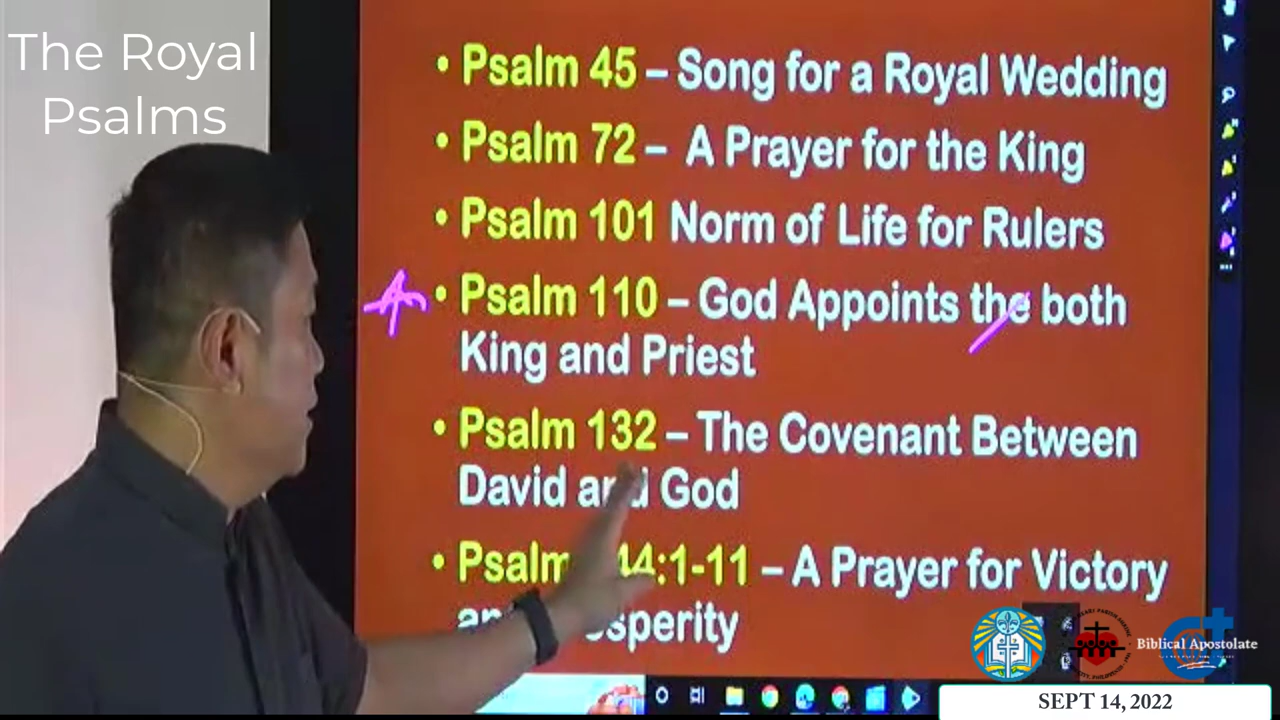 The Royal
Psalms
• Psalm 45 – Song for a Royal Wedding
• Psalm 72 – A Prayer for the King
• Psalm 101 Norm of Life for Rulers
• Psalm 110 – God Appoints the both
King and Priest
• Psalm 132 – The Covenant Between
David and God
• Psalm 44:1-11 – A Prayer for Victory
Biblical Apostolate
SEPT 14, 2022